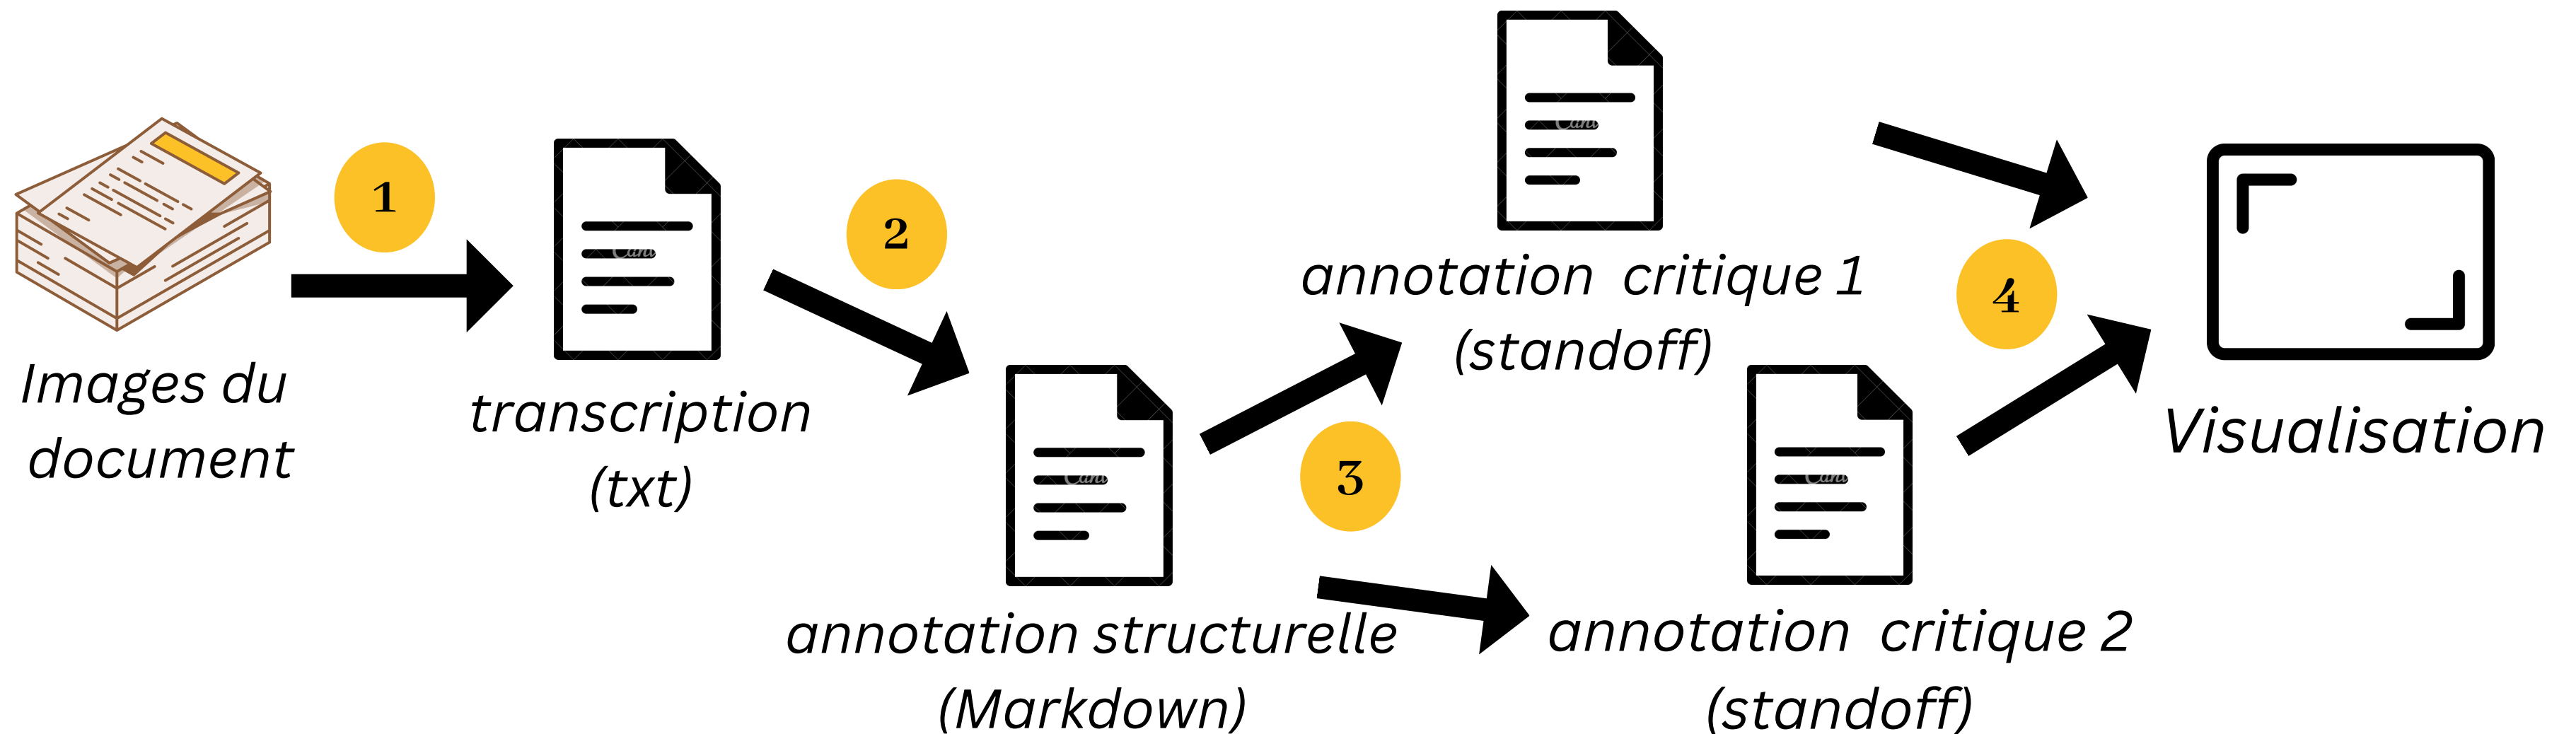 1
Images du
document
transcription
(txt)
2
annotation structurelle
(Markdown)
3
annotation critique 1
(standoff)
annotation critique 2
(standoff)
4
Visualisation